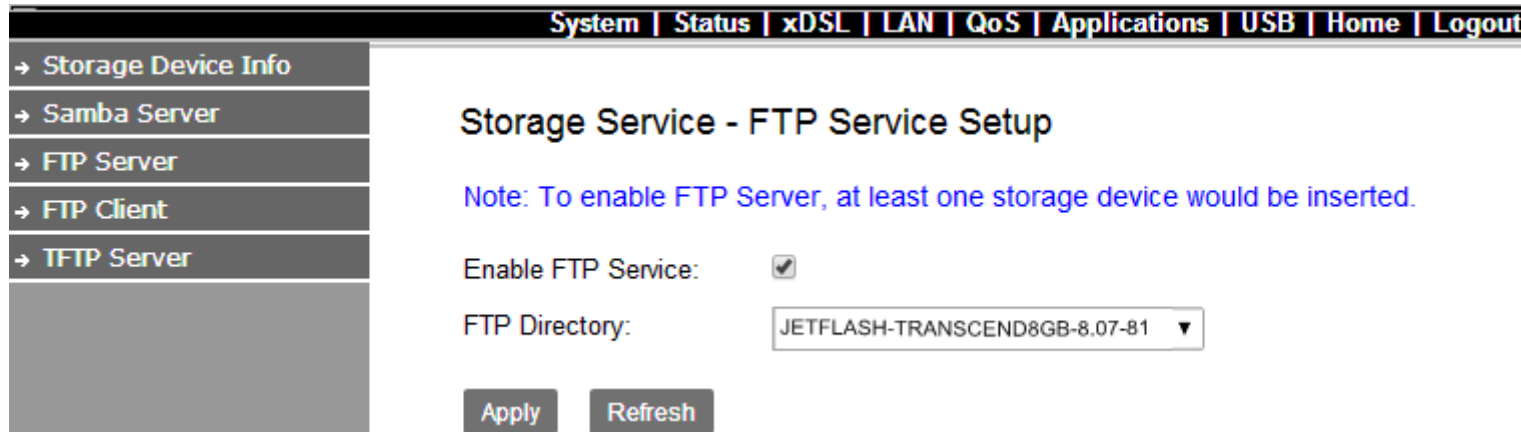 System | Status | xDSL | LAN | QoS | Applications | USB | Home | Logout
Storage Device Info
Samba Server
FTP Server
FTP Client
TFTP Server
Storage Service - FTP Service Setup
Note: To enable FTP Server, at least one storage device would be inserted.
Enable FTP Service:
FTP Directory: JETFLASH-TRANSCEND8GB-8.07-81
Apply Refresh